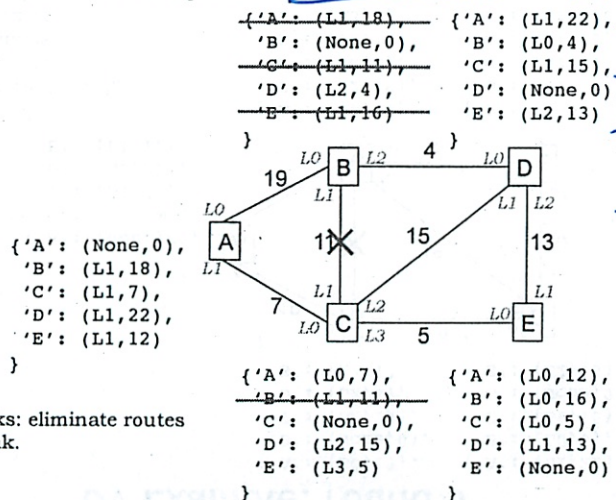 {'A': (L1,18),
'B': (None,0),
'C': (L1,11),
'D': (L2,4),
'E': (L1,16)
}
{'A': (L1,22),
'B': (L0,4),
'C': (L1,15),
'D': (None,0)
'E': (L2,13)
}
L0 B L2 4 L0 D
19 L1 L1 L2
L0
A 11 15 13
L1
7 L1 L2 L1
L0 C L3 5 L0 E
{'A': (None,0),
'B': (L1,18),
'C': (L1,7),
'D': (L1,22),
'E': (L1,12)
}
ks: eliminate routes
nk.
{'A': (L0,7),
'B': (L1,11),
'C': (None,0),
'D': (L2,15),
'E': (L3,5)
}
{'A': (L0,12),
'B': (L0,16),
'C': (L0,5),
'D': (L1,13),
'E': (None,0)
}